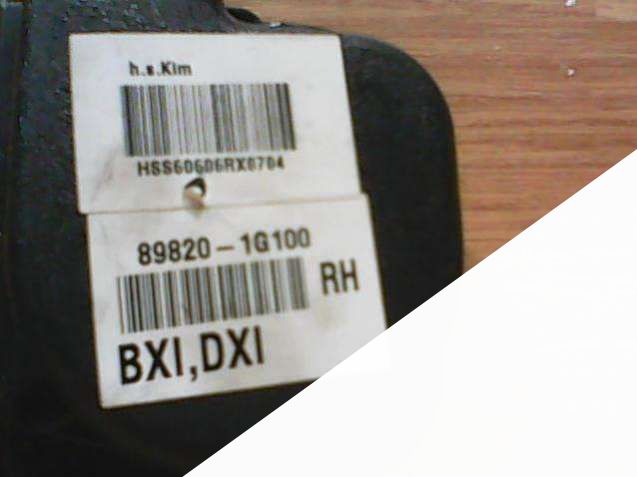 h.s.Kim
HSS60606RX0704
89820-1G100
RH
BXI,DXI